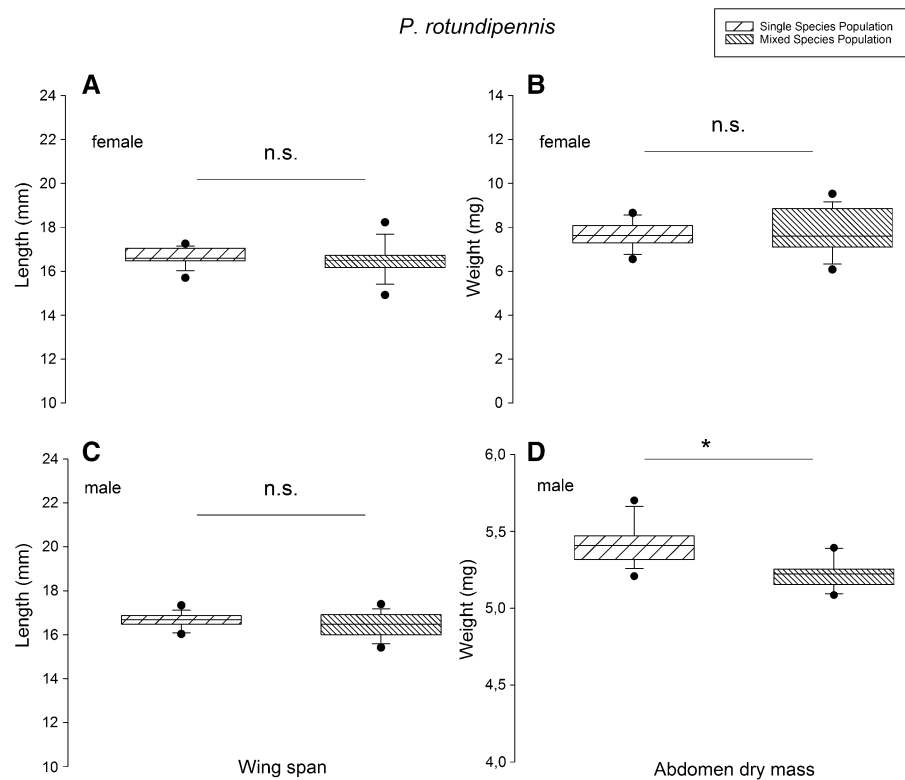 P. rotundipennis
Single Species Population
Mixed Species Population
A
24
22
20
18
16
14
12
10
Length (mm)
female
n.s.
B
14
12
10
8
6
4
2
0
Weight (mg)
female
n.s.
C
24
22
20
18
16
14
12
10
Length (mm)
male
n.s.
Wing span
D
6,0
5,5
5,0
4,5
4,0
Weight (mg)
male
*
Abdomen dry mass